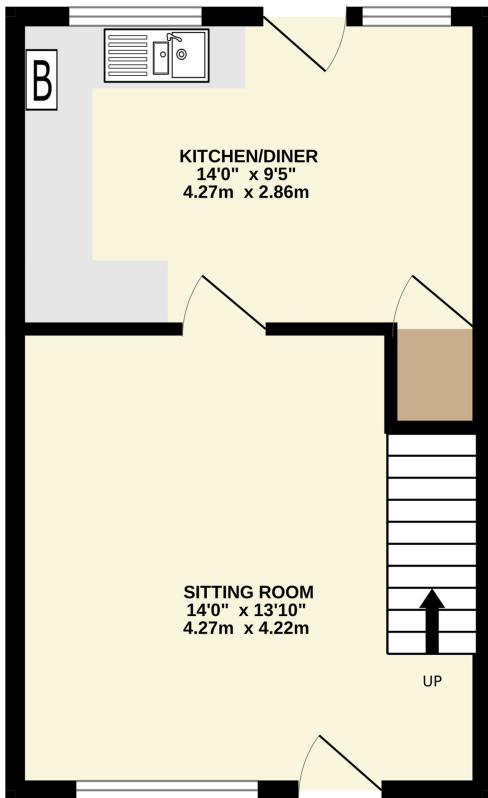 B
KITCHEN/DINER
14'0" x 9'5"
4.27m x 2.86m
SITTING ROOM
14'0" x 13'10"
4.27m x 4.22m
UP